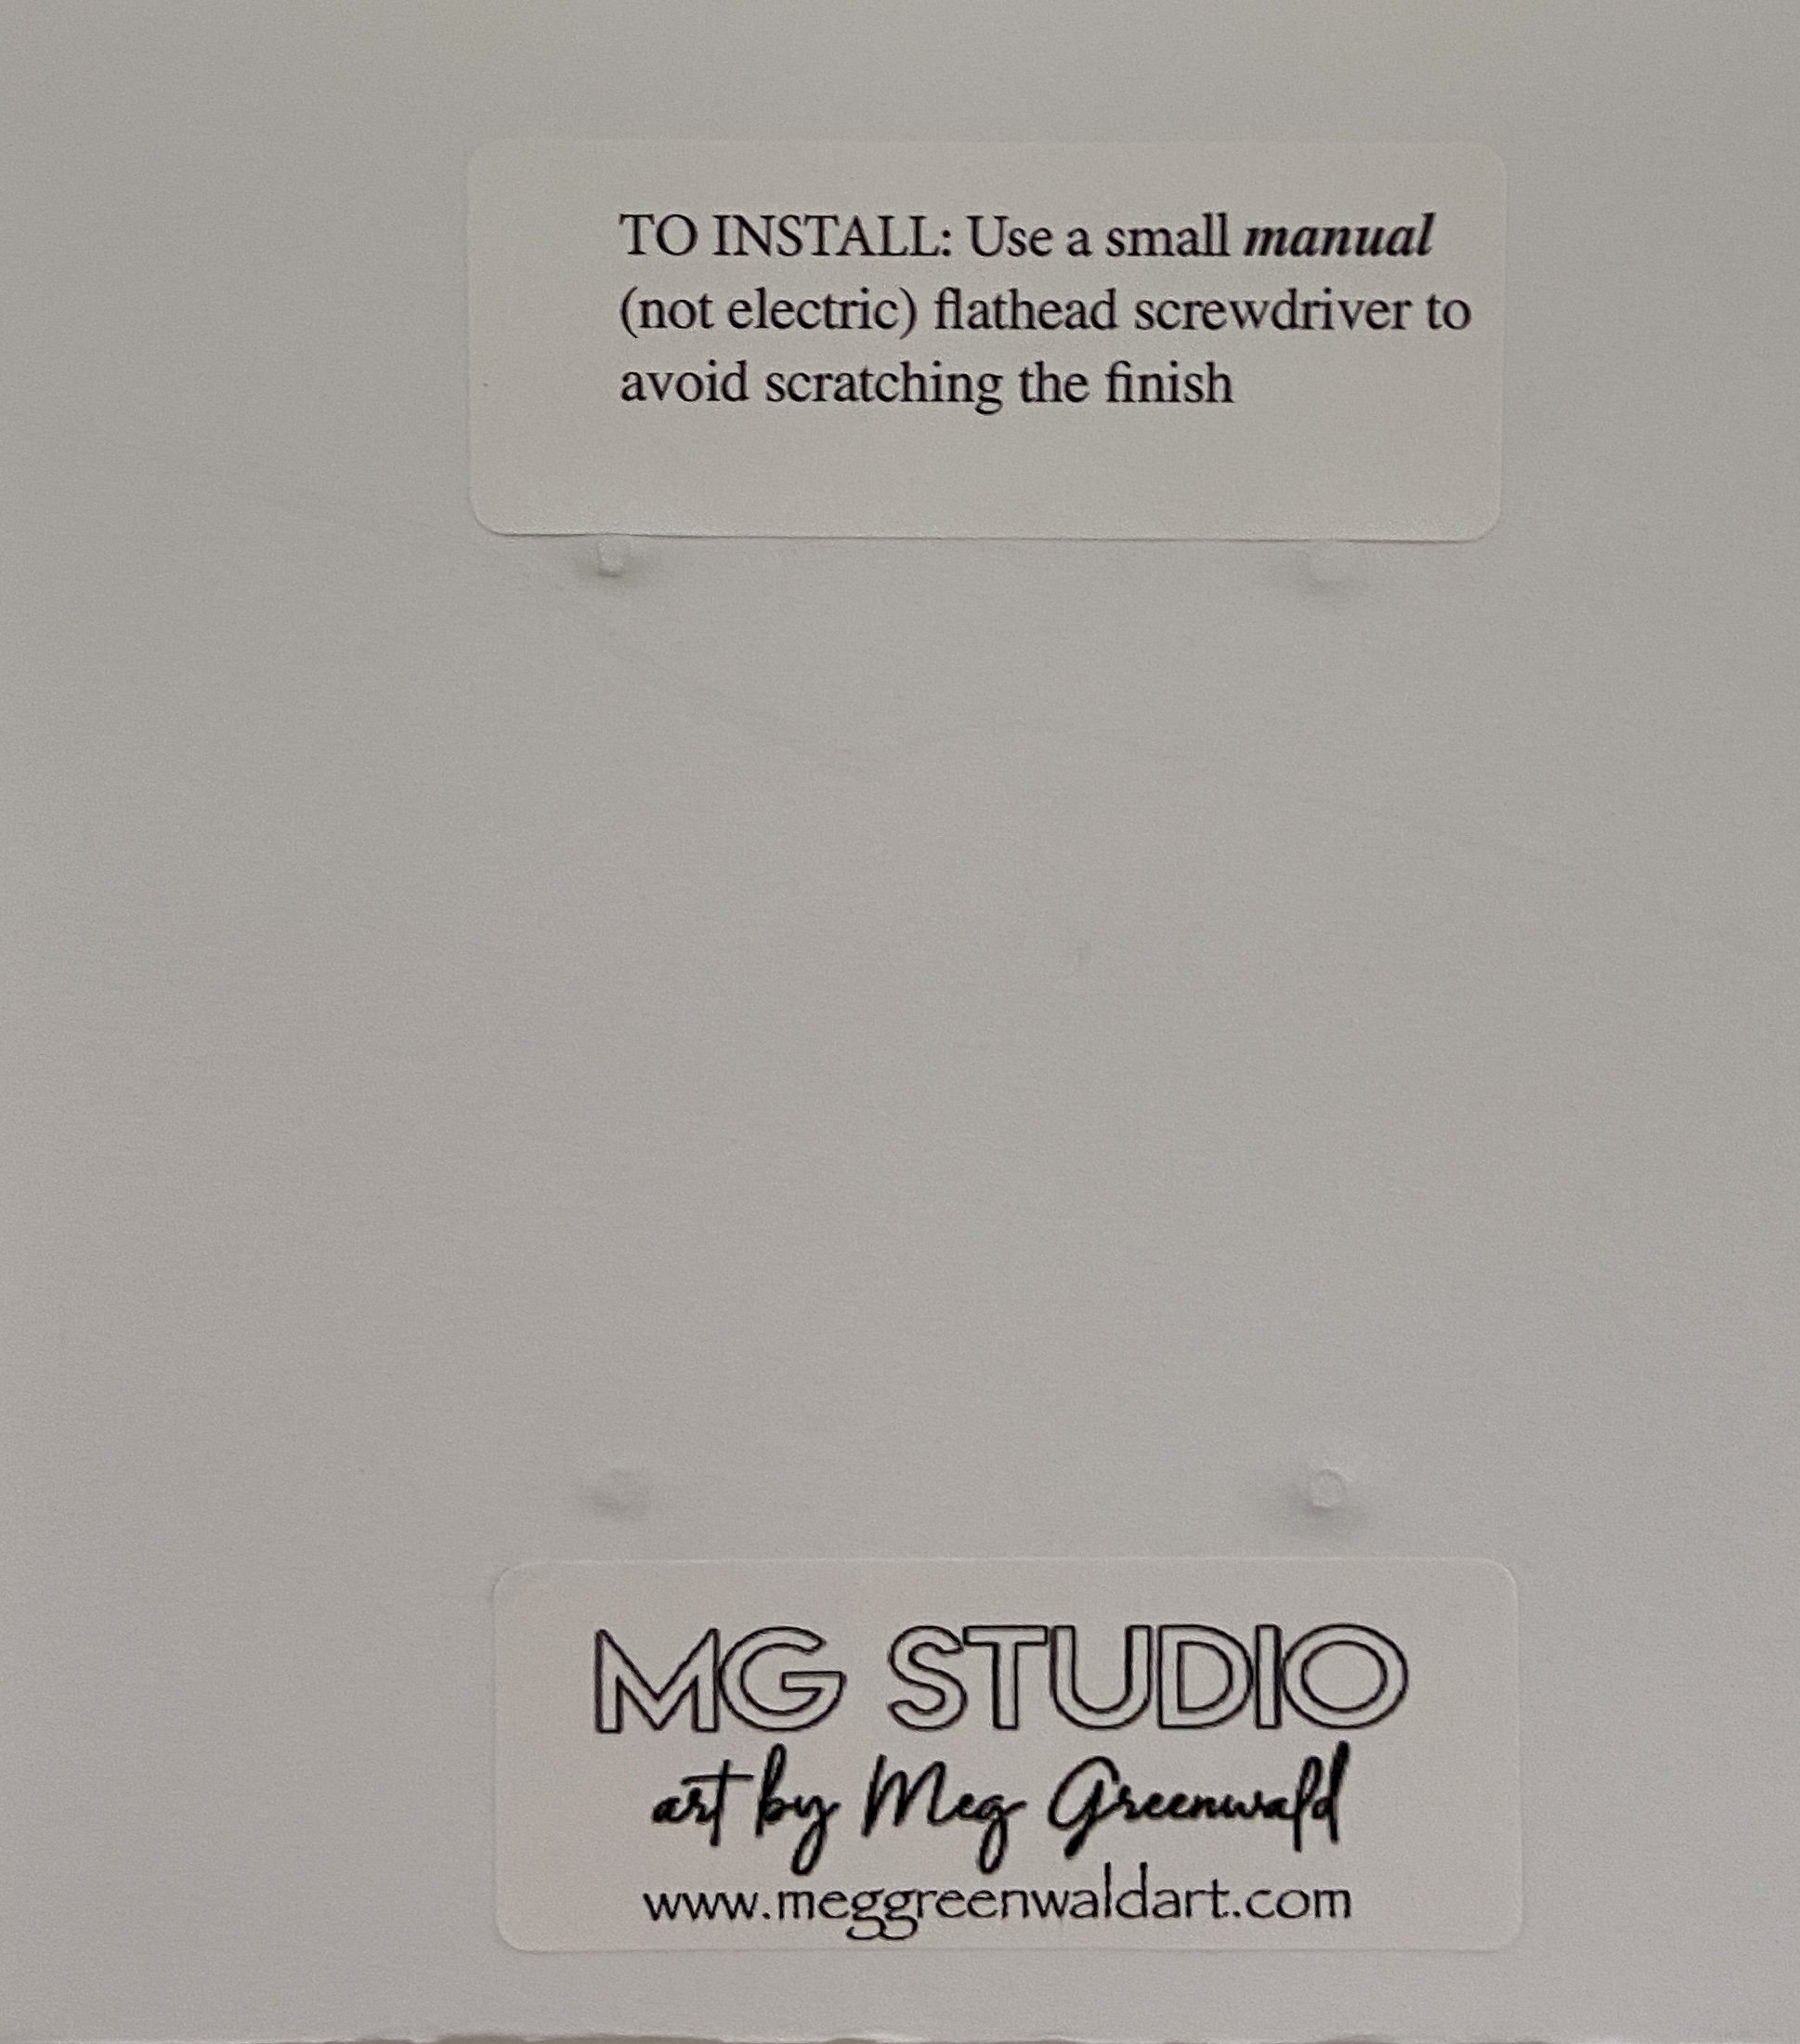 TO INSTALL: Use a small manual
(not electric) flathead screwdriver to
avoid scratching the finish
MG STUDIO
art by Meg Greenwald
www.meggreenwaldart.com